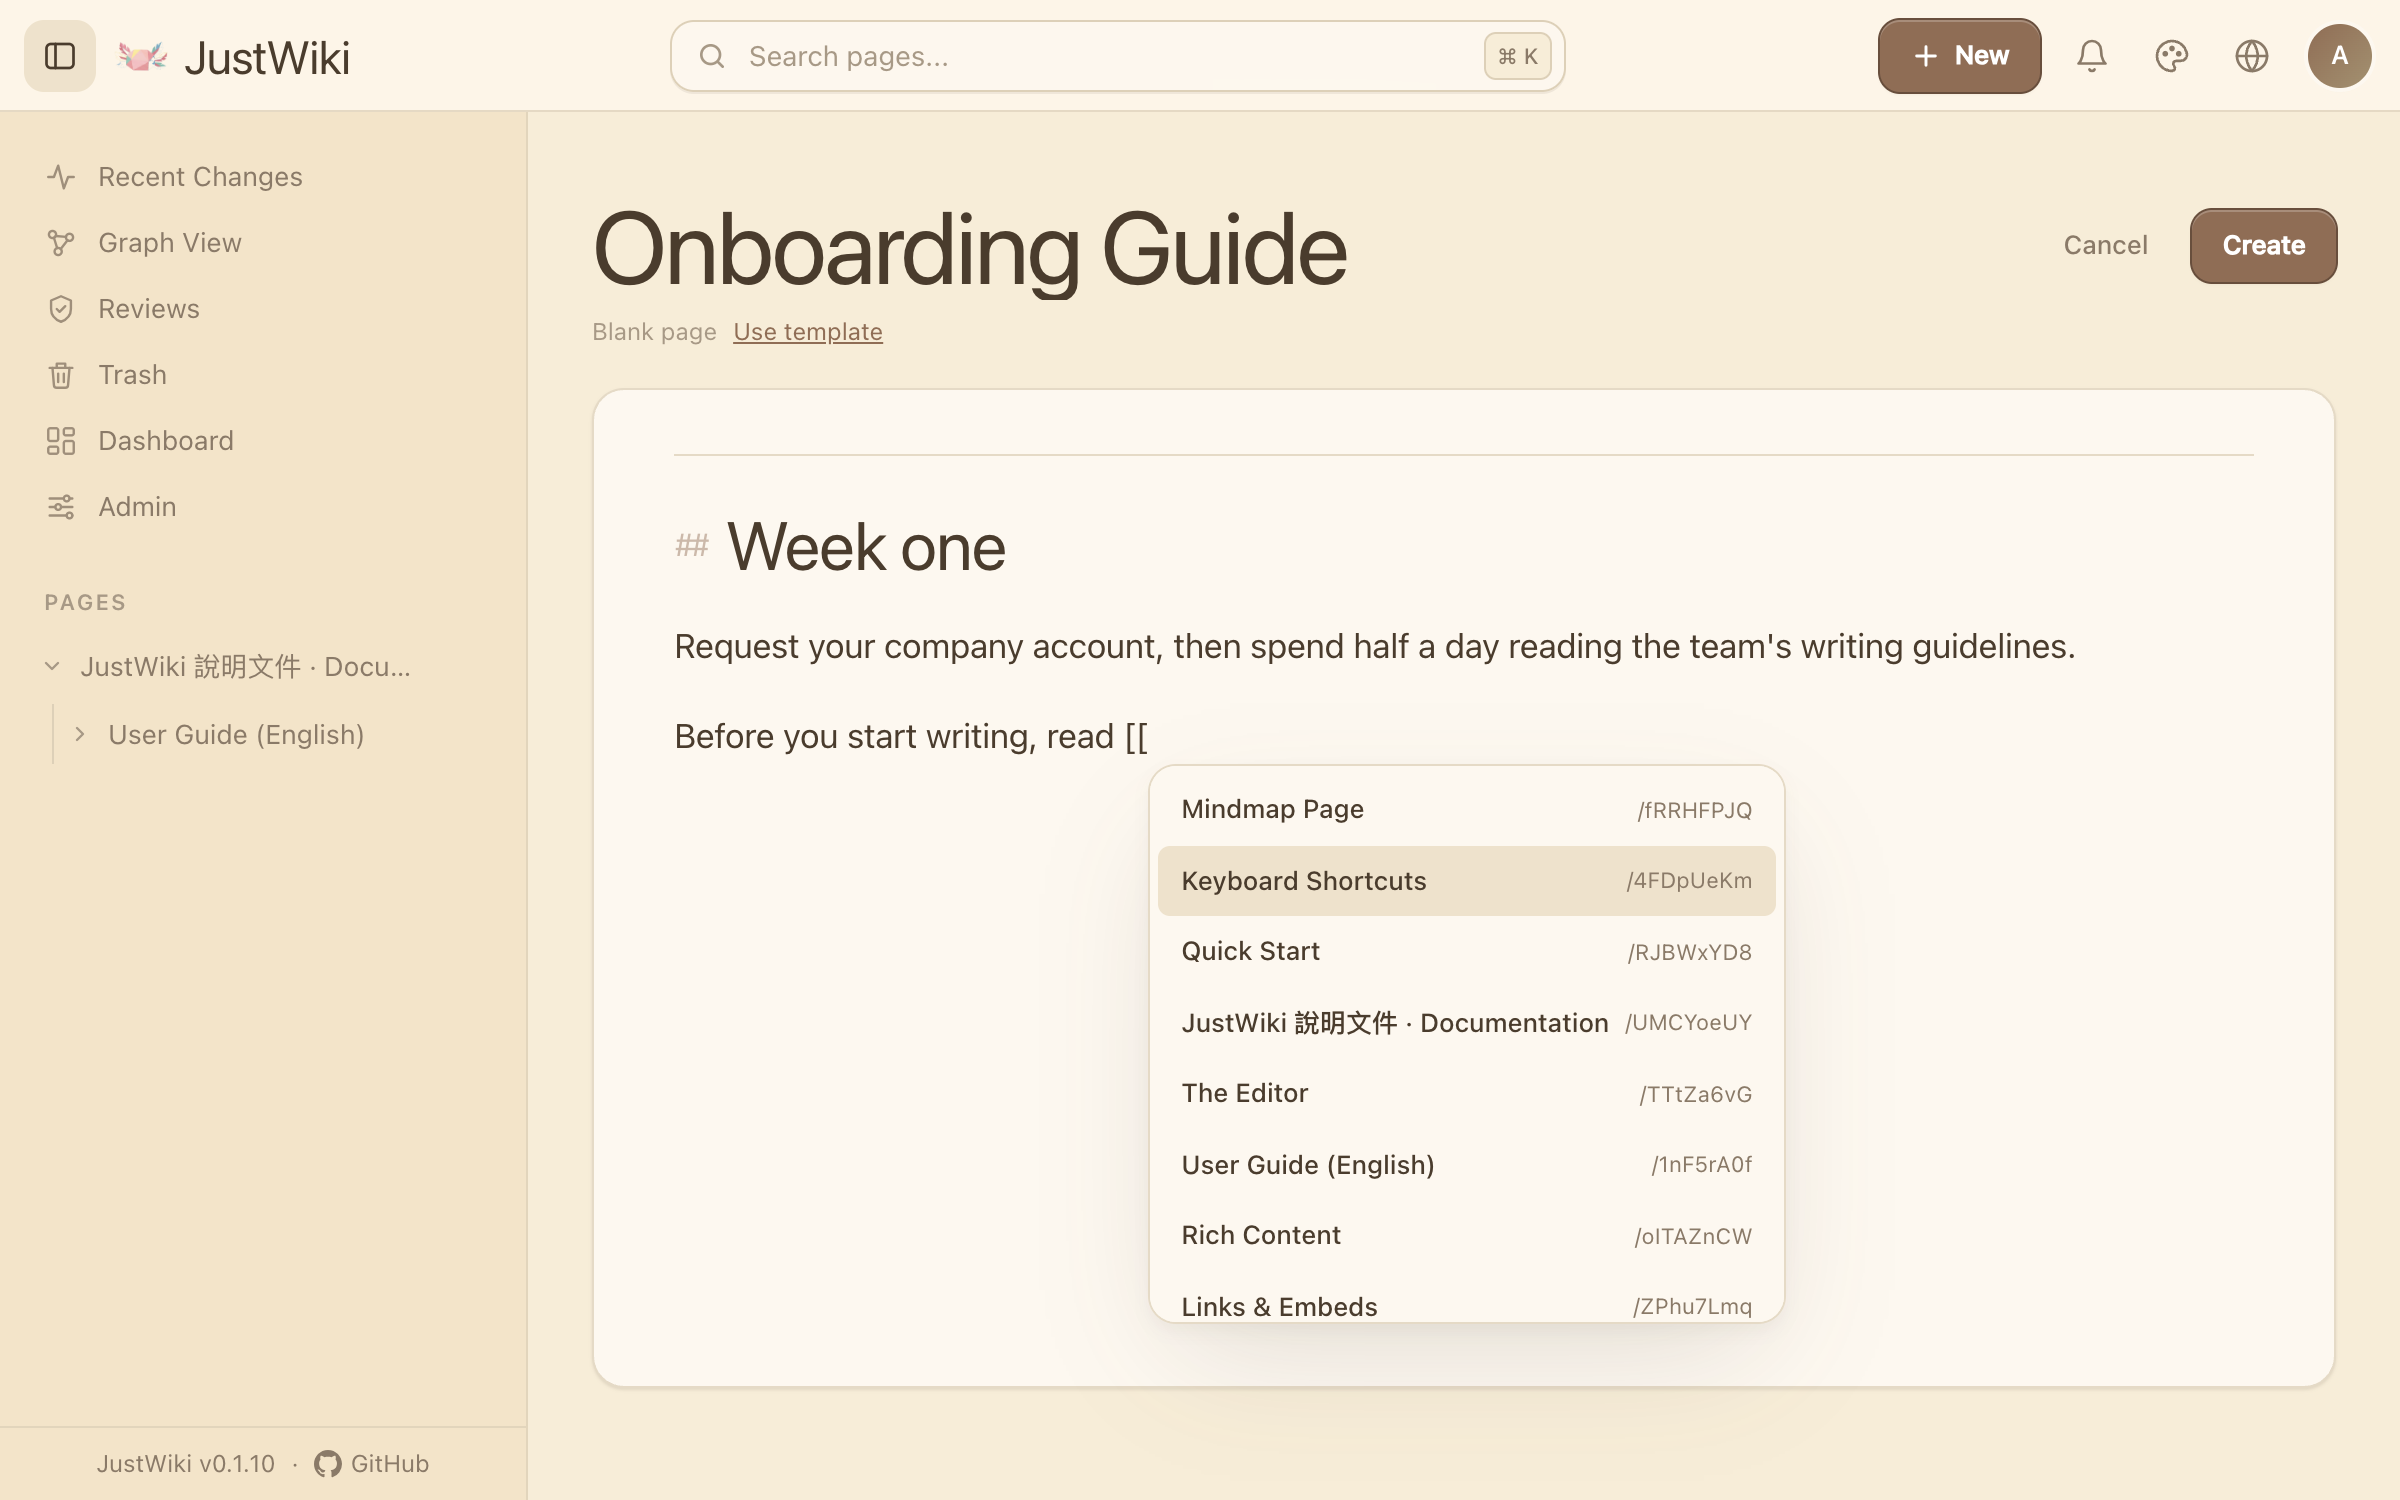 JustWiki
Search pages...
⌘ K
New
A
Recent Changes
Graph View
Reviews
Trash
Dashboard
Admin
PAGES
JustWiki 說明文件 · Docu...
User Guide (English)
JustWiki v0.1.10 · GitHub
Onboarding Guide
Cancel
Create
Blank page Use template
## Week one
Request your company account, then spend half a day reading the team's writing guidelines.
Before you start writing, read [[
Mindmap Page /fRRHFPJQ
Keyboard Shortcuts /4FDpUeKm
Quick Start /RJBWxYD8
JustWiki 說明文件 · Documentation /UMCYoeUY
The Editor /TTtZa6vG
User Guide (English) /1nF5rA0f
Rich Content /oITAZnCW
Links & Embeds /ZPhu7Lmq